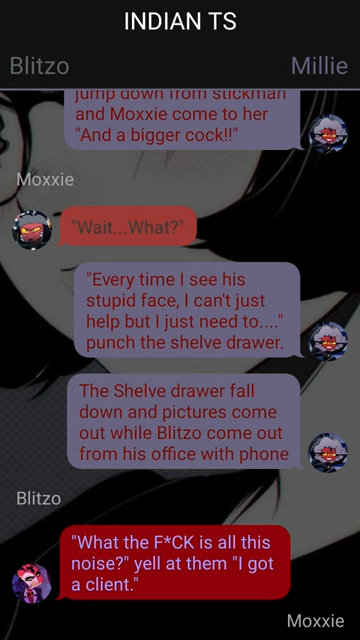 INDIAN TS
Blitzo
Millie
jump down from stickman
and Moxxie come to her
"And a bigger cock!!"
Moxxie
"Wait...What?"
"Every time I see his
stupid face, I can't just
help but I just need to...."
punch the shelve drawer.
The Shelve drawer fall
down and pictures come
out while Blitzo come out
from his office with phone
Blitzo
"What the F*CK is all this
noise?" yell at them "I got
a client."
Moxxie